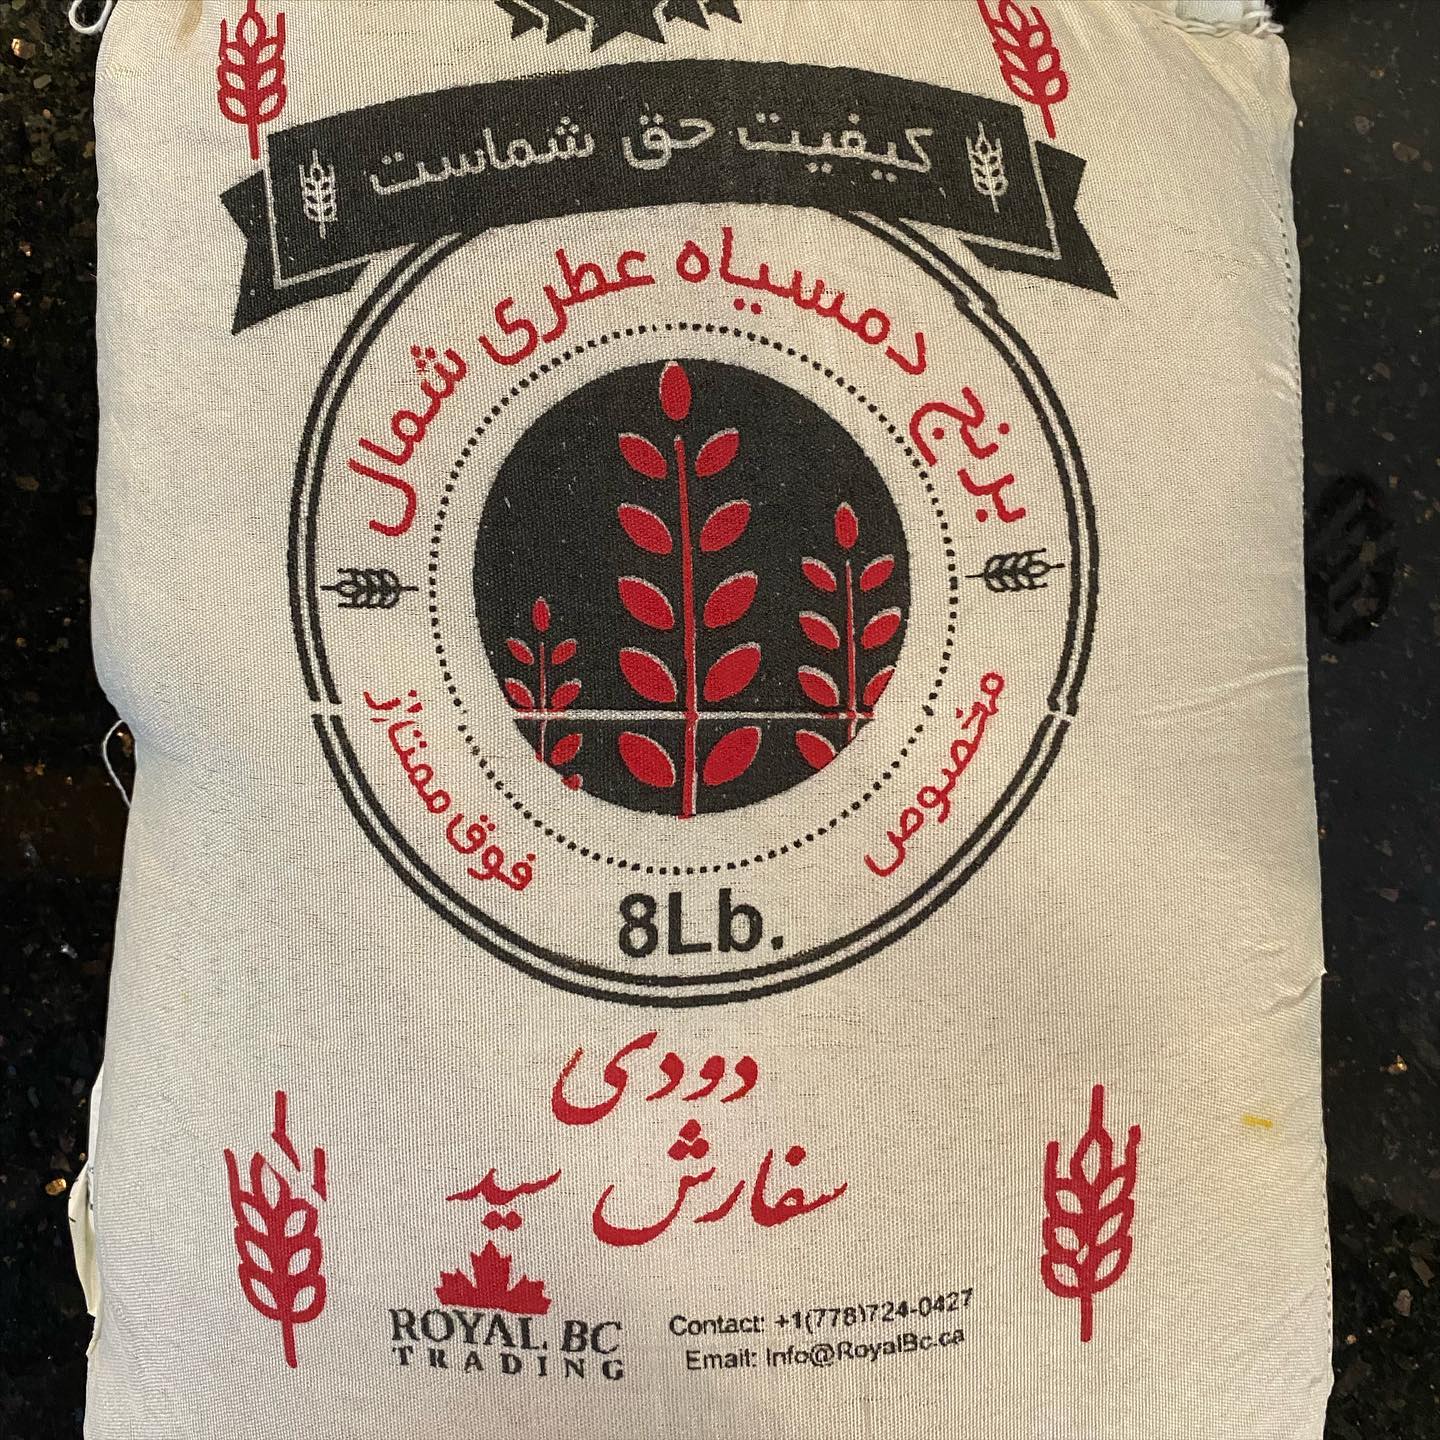 کیفیت حق شماست
برنج دمسیاه عطری شمال
مخصوص
فوق ممتاز
8Lb.
دودی
سفارش سید
ROYAL BC
TRADING
Contact: +1(778)724-0427
Email: Info@RoyalBc.ca